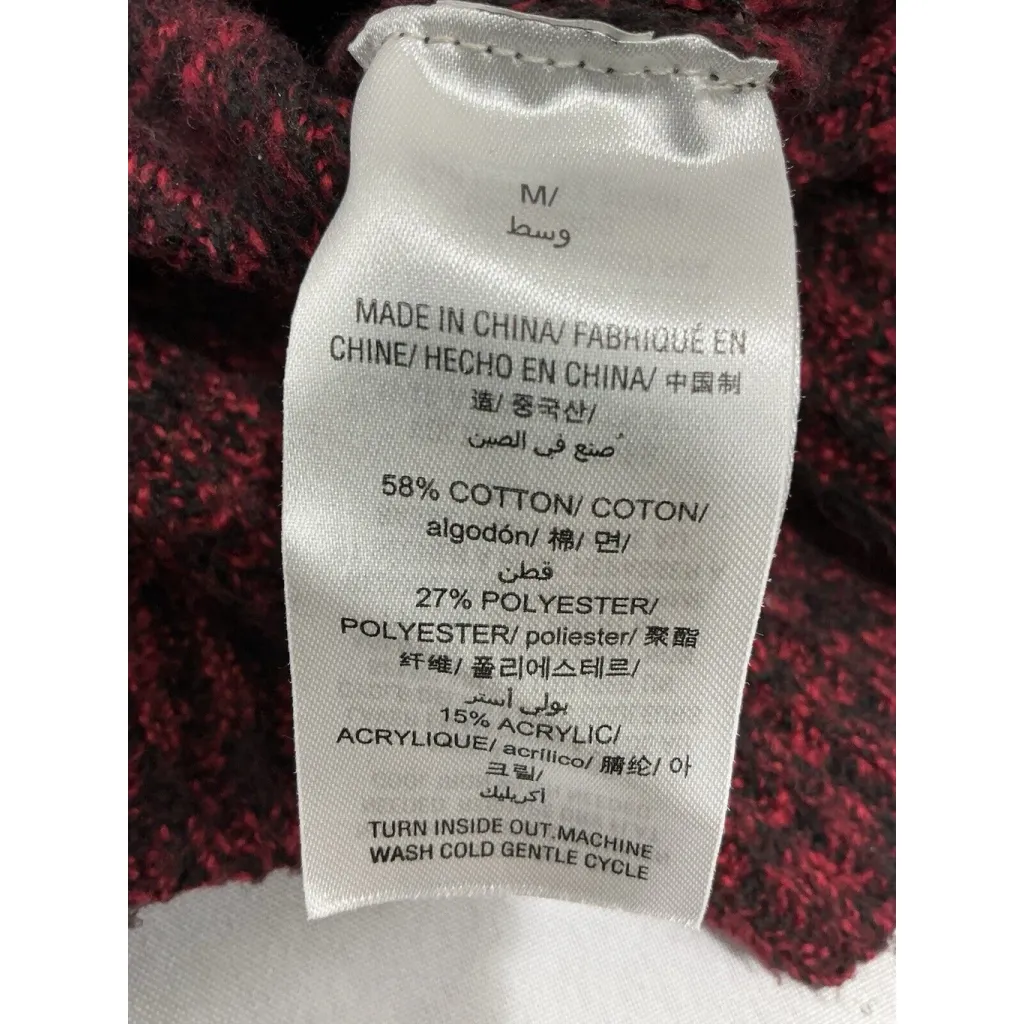 M/
وسط
MADE IN CHINA/ FABRIQUÉ EN
CHINE/ HECHO EN CHINA/ 中国制
造/ 중국산/
صُنع في الصين
58% COTTON/ COTON/
algodón/ 棉/ 면/
قطن
27% POLYESTER/
POLYESTER/ poliester/ 聚酯
纤维/ 폴리에스테르/
بولي أستر
15% ACRYLIC/
ACRYLIQUE/ acrílico/ 腈纶/ 아
크릴/
أكريليك
TURN INSIDE OUT.MACHINE
WASH COLD GENTLE CYCLE